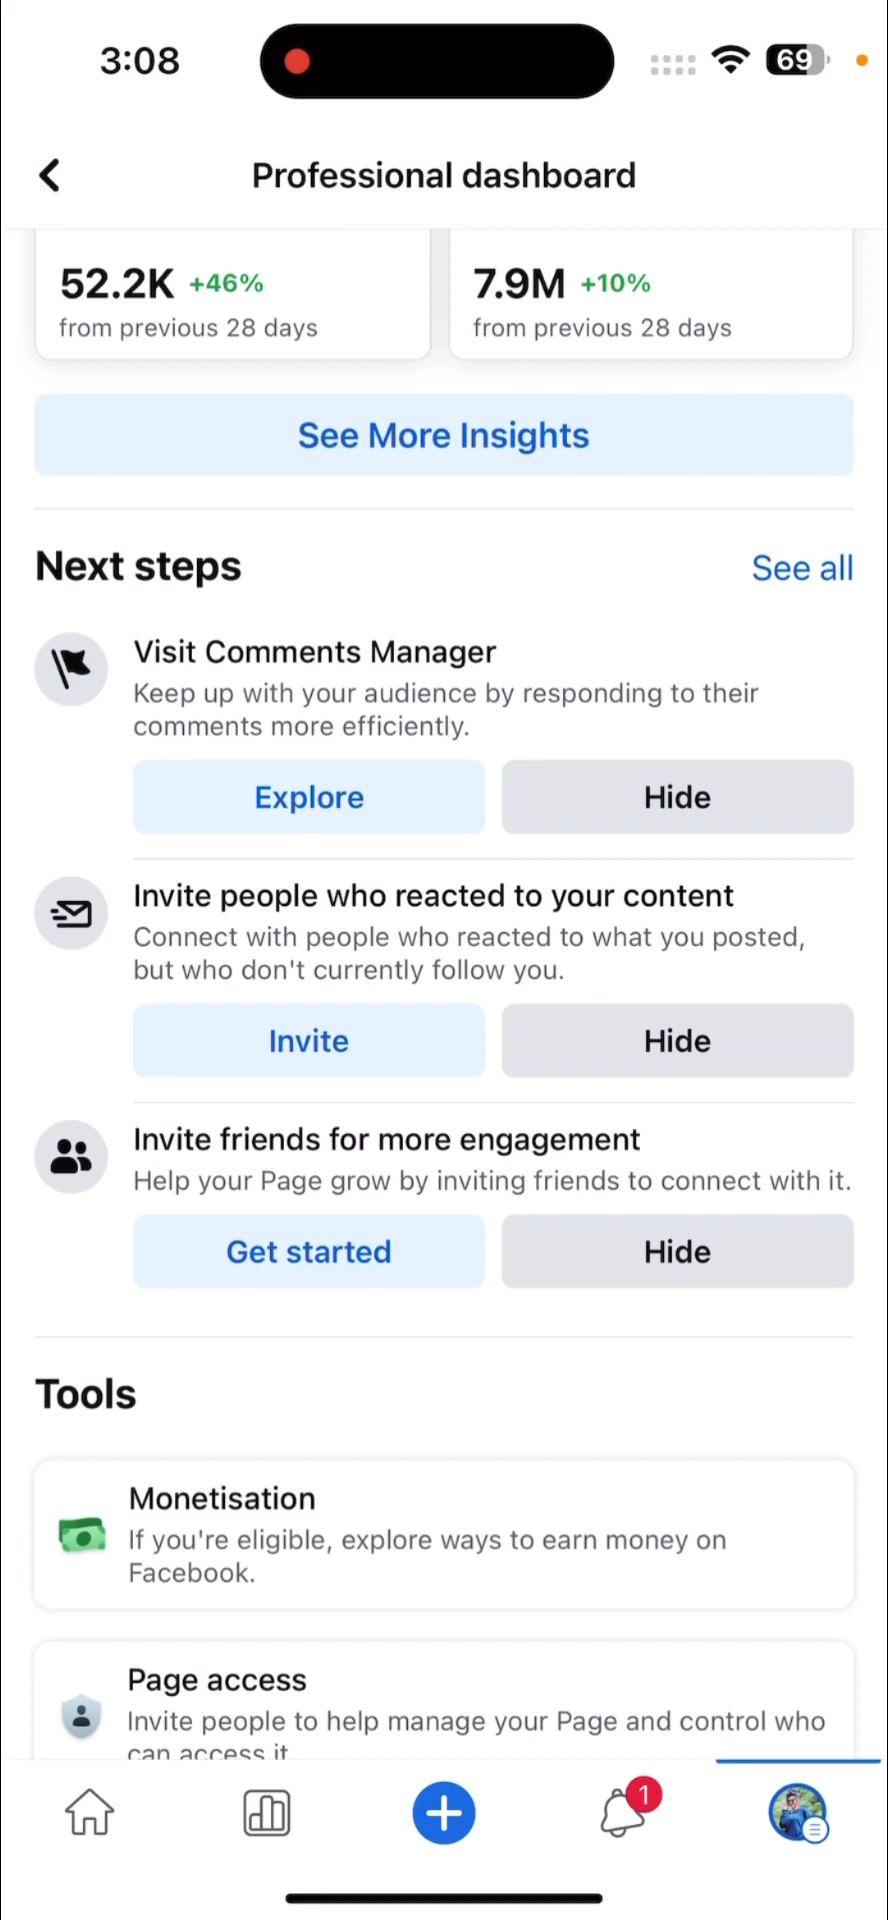 3:08
69
Professional dashboard
52.2K +46%
from previous 28 days
7.9M +10%
from previous 28 days
See More Insights
Next steps
See all
Visit Comments Manager
Keep up with your audience by responding to their
comments more efficiently.
Explore
Hide
Invite people who reacted to your content
Connect with people who reacted to what you posted,
but who don't currently follow you.
Invite
Hide
Invite friends for more engagement
Help your Page grow by inviting friends to connect with it.
Get started
Hide
Tools
Monetisation
If you're eligible, explore ways to earn money on
Facebook.
Page access
Invite people to help manage your Page and control who
can access it
1